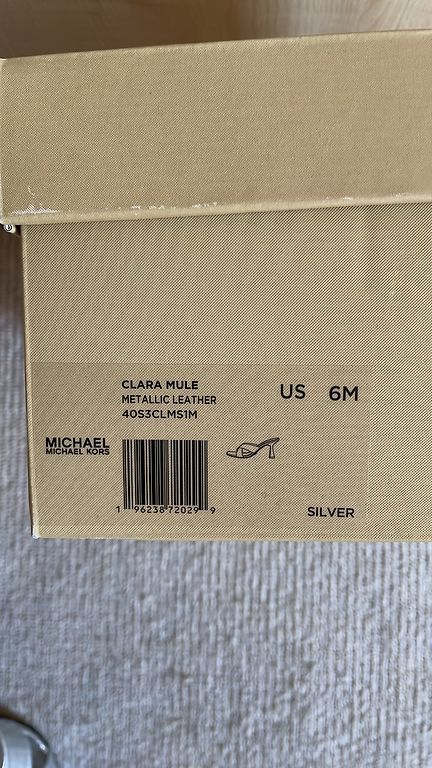 CLARA MULE
METALLIC LEATHER
40S3CLMS1M
US 6M
MICHAEL
MICHAEL KORS
1 96238 72029 9
SILVER